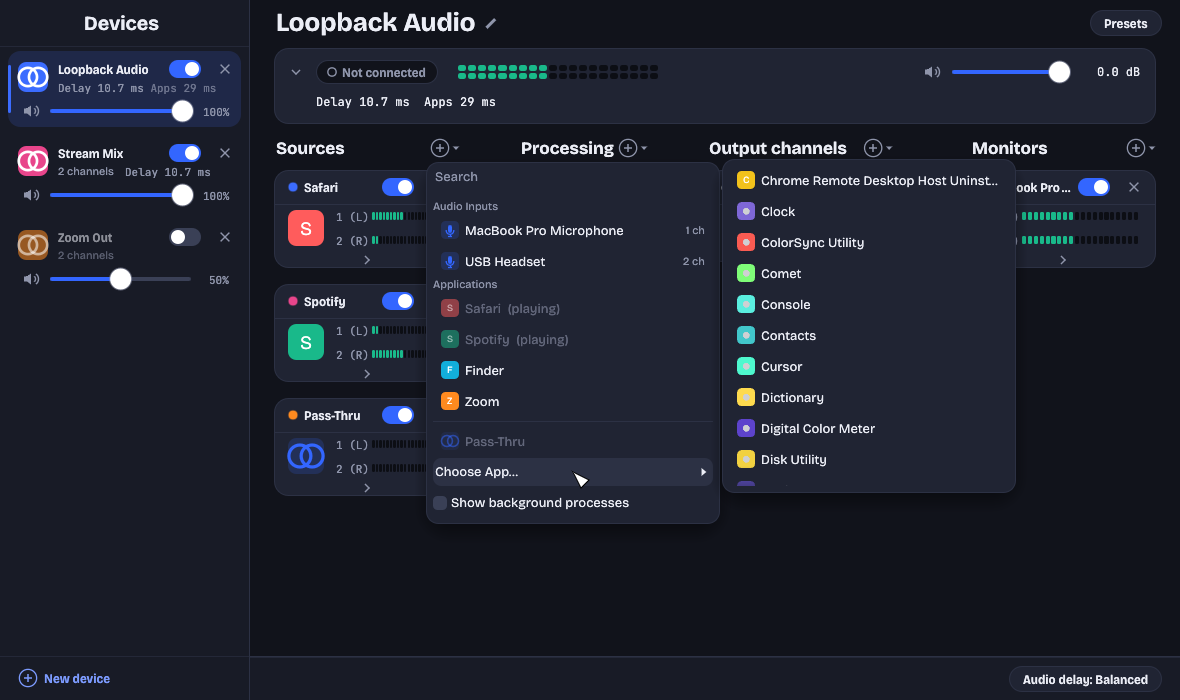 Devices
Loopback Audio
Delay 10.7 ms Apps 29 ms
100%
Stream Mix
2 channels Delay 10.7 ms
100%
Zoom Out
2 channels
50%
New device
Loopback Audio
Presets
Not connected
0.0 dB
Delay 10.7 ms Apps 29 ms
Sources
Processing
Output channels
Monitors
Safari
S
1 (L)
2 (R)
Spotify
S
1 (L)
2 (R)
Pass-Thru
1 (L)
2 (R)
Search
Audio Inputs
MacBook Pro Microphone 1 ch
USB Headset 2 ch
Applications
S Safari (playing)
S Spotify (playing)
F Finder
Z Zoom
Pass-Thru
Choose App...
Show background processes
C Chrome Remote Desktop Host Uninst...
Clock
ColorSync Utility
Comet
Console
Contacts
Cursor
Dictionary
Digital Color Meter
Disk Utility
ook Pro...
Audio delay: Balanced